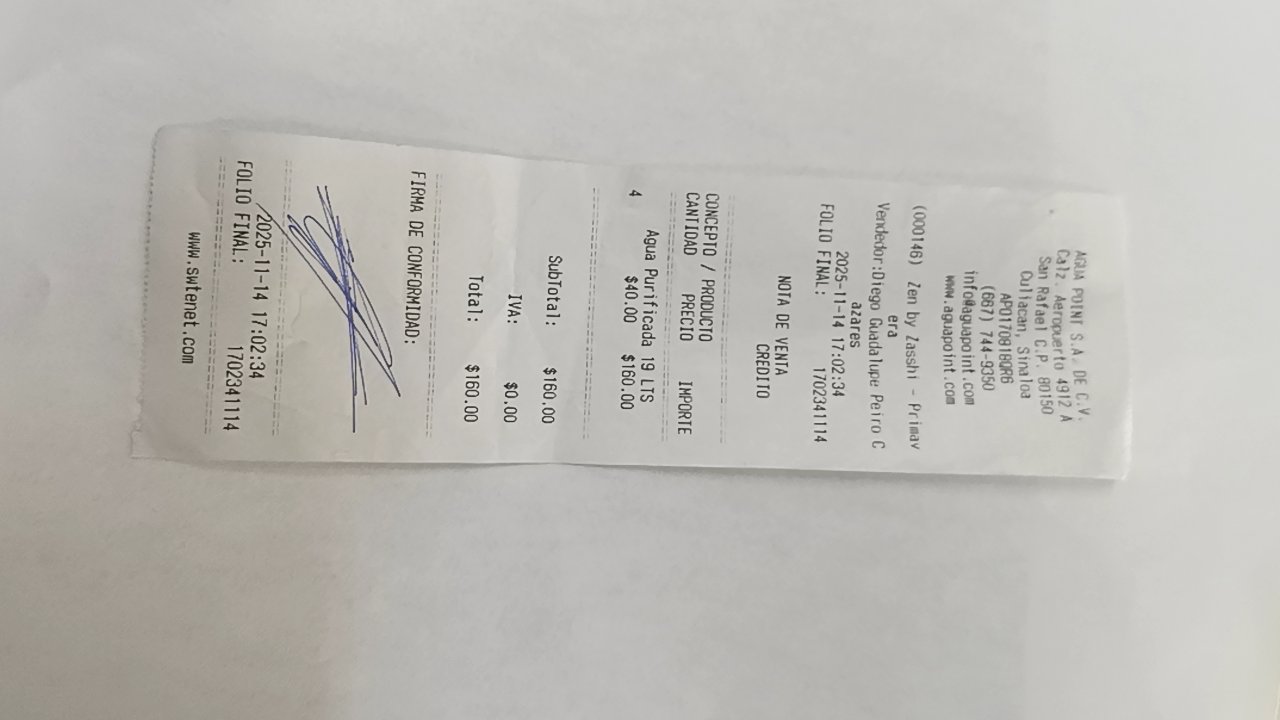 AGUA POINT S.A. DE C.V.
Calz. Aeropuerto 4912 A
San Rafael C.P. 80150
Culiacan, Sinaloa
APO170818QR6
(667) 744-9350
info@aguapoint.com
www.aguapoint.com
(000146) Zen by Zasshi - Primav
era
Vendedor:Diego Guadalupe Peiro C
azares
2025-11-14 17:02:34
FOLIO FINAL: 1702341114
NOTA DE VENTA
CREDITO
CONCEPTO / PRODUCTO
CANTIDAD PRECIO IMPORTE
Agua Purificada 19 LTS
4 $40.00 $160.00
SubTotal: $160.00
IVA: $0.00
Total: $160.00
FIRMA DE CONFORMIDAD:
2025-11-14 17:02:34
FOLIO FINAL: 1702341114
www.swtenet.com